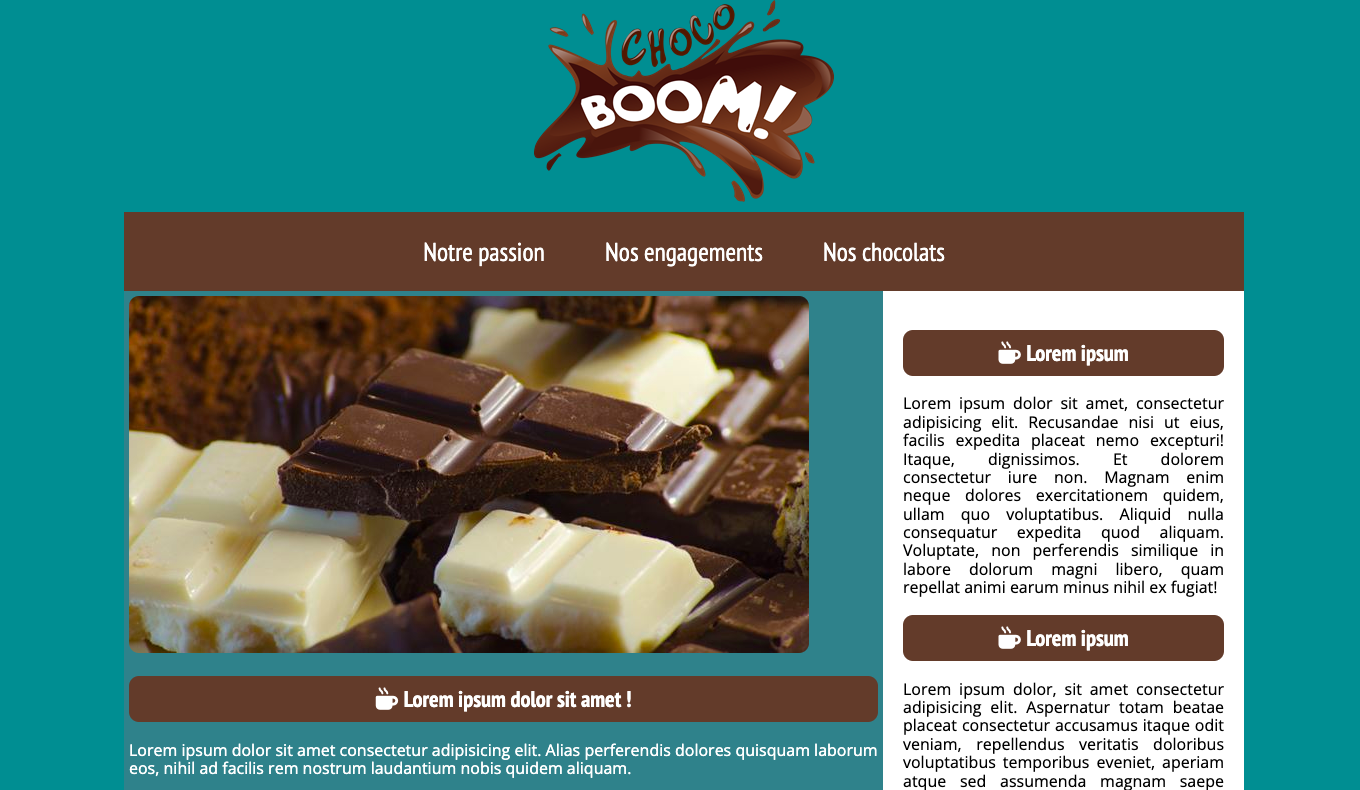 CHOCO
BOOM!
Notre passion Nos engagements Nos chocolats
Lorem ipsum dolor sit amet !
Lorem ipsum dolor sit amet consectetur adipisicing elit. Alias perferendis dolores quisquam laborum
eos, nihil ad facilis rem nostrum laudantium nobis quidem aliquam.
Lorem ipsum
Lorem ipsum dolor sit amet, consectetur
adipisicing elit. Recusandae nisi ut eius,
facilis expedita placeat nemo excepturi!
Itaque, dignissimos. Et dolorem
consectetur iure non. Magnam enim
neque dolores exercitationem quidem,
ullam quo voluptatibus. Aliquid nulla
consequatur expedita quod aliquam.
Voluptate, non perferendis similique in
labore dolorum magni libero, quam
repellat animi earum minus nihil ex fugiat!
Lorem ipsum
Lorem ipsum dolor, sit amet consectetur
adipisicing elit. Aspernatur totam beatae
placeat consectetur accusamus itaque odit
veniam, repellendus veritatis doloribus
voluptatibus temporibus eveniet, aperiam
atque sed assumenda magnam saepe